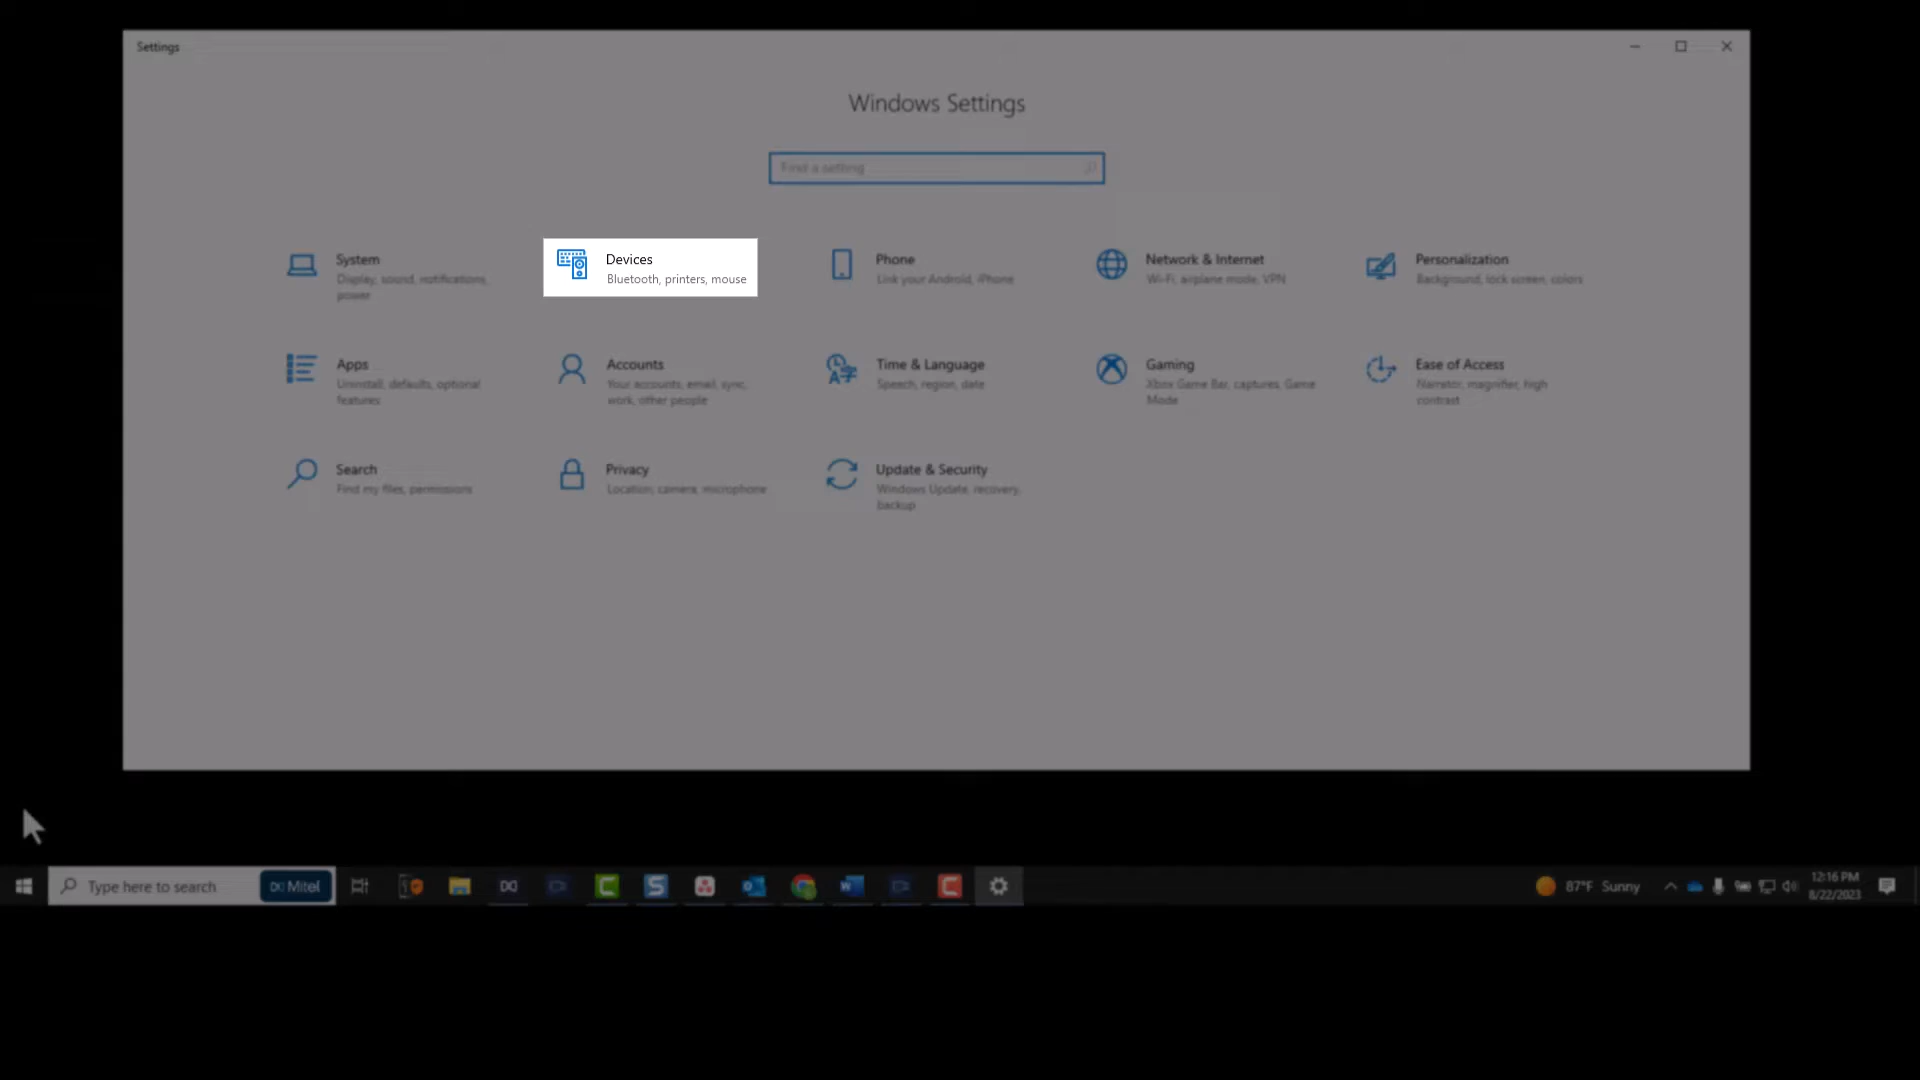 Settings
Windows Settings
Find a setting
System
Display, sound, notifications,
power
Devices
Bluetooth, printers, mouse
Phone
Link your Android, iPhone
Network & Internet
Wi-Fi, airplane mode, VPN
Personalization
Background, lock screen, colors
Apps
Uninstall, defaults, optional
features
Accounts
Your accounts, email, sync,
work, other people
Time & Language
Speech, region, date
Gaming
Xbox Game Bar, captures, Game
Mode
Ease of Access
Narrator, magnifier, high
contrast
Search
Find my files, permissions
Privacy
Location, camera, microphone
Update & Security
Windows Update, recovery,
backup
Type here to search
Mitel
87°F Sunny
12:16 PM
8/22/2023